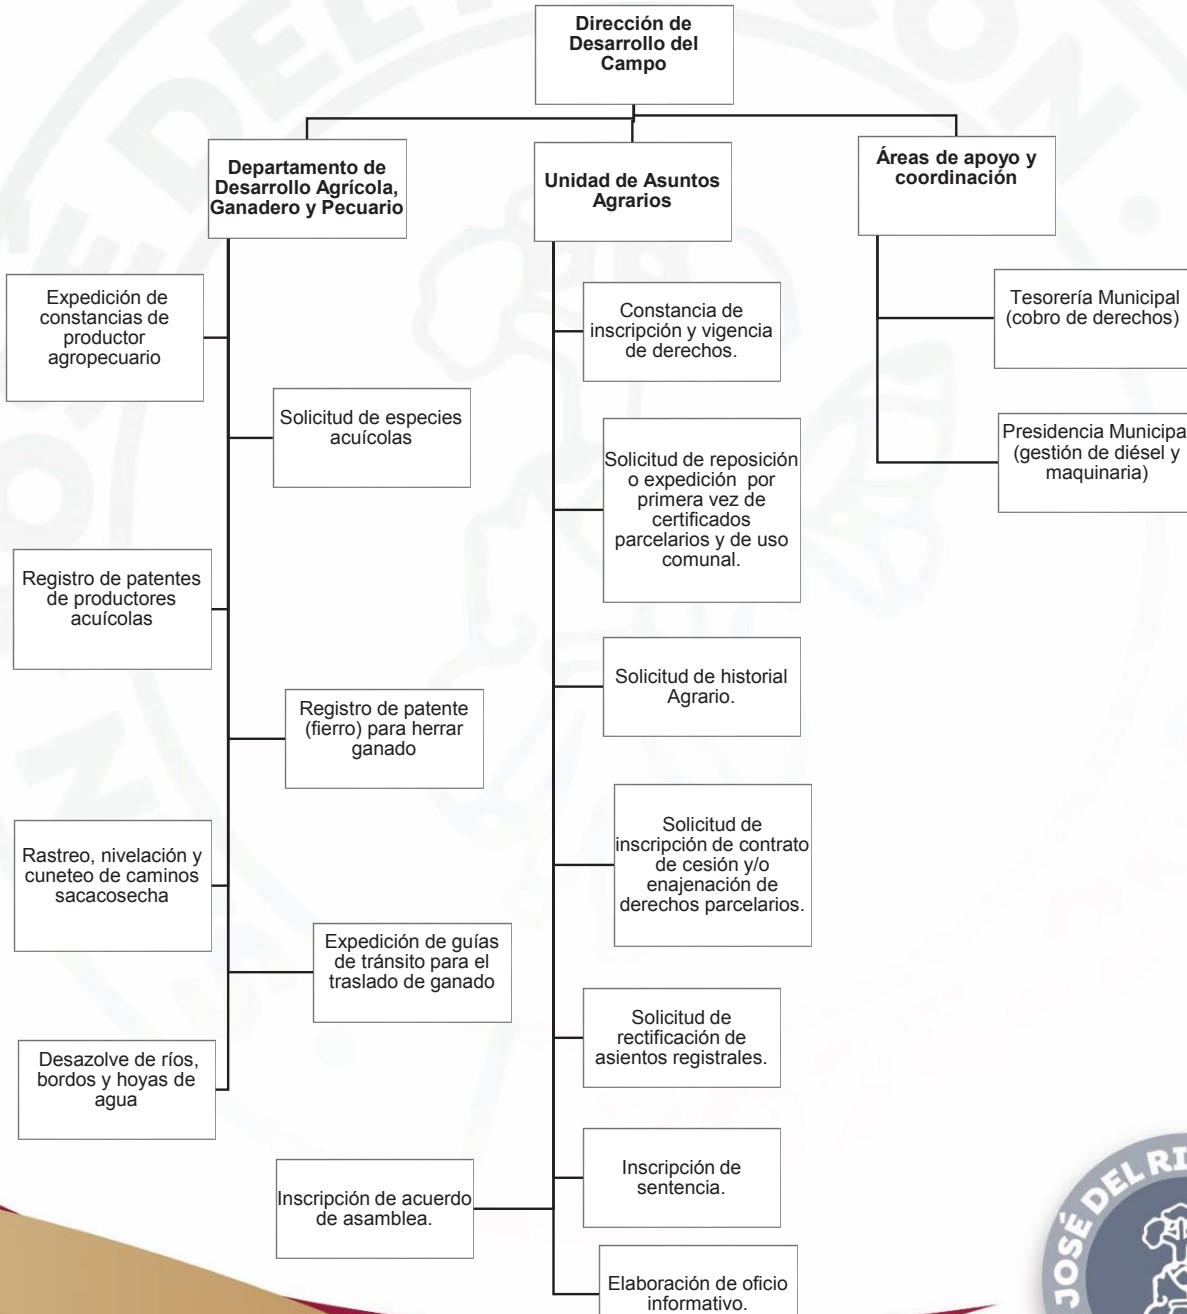 Dirección de
Desarrollo del
Campo
Departamento de
Desarrollo Agrícola,
Ganadero y Pecuario
Unidad de Asuntos
Agrarios
Áreas de apoyo y
coordinación
Expedición de
constancias de
productor
agropecuario
Solicitud de especies
acuícolas
Registro de patentes
de productores
acuícolas
Registro de patente
(fierro) para herrar
ganado
Rastreo, nivelación y
cuneteo de caminos
sacacosecha
Expedición de guías
de tránsito para el
traslado de ganado
Desazolve de ríos,
bordos y hoyas de
agua
Constancia de
inscripción y vigencia
de derechos.
Solicitud de reposición
o expedición por
primera vez de
certificados
parcelarios y de uso
comunal.
Solicitud de historial
Agrario.
Solicitud de
inscripción de contrato
de cesión y/o
enajenación de
derechos parcelarios.
Solicitud de
rectificación de
asientos registrales.
Inscripción de
sentencia.
Inscripción de acuerdo
de asamblea.
Elaboración de oficio
informativo.
Tesorería Municipal
(cobro de derechos)
Presidencia Municipa
(gestión de diésel y
maquinaria)
JOSÉ DEL RI